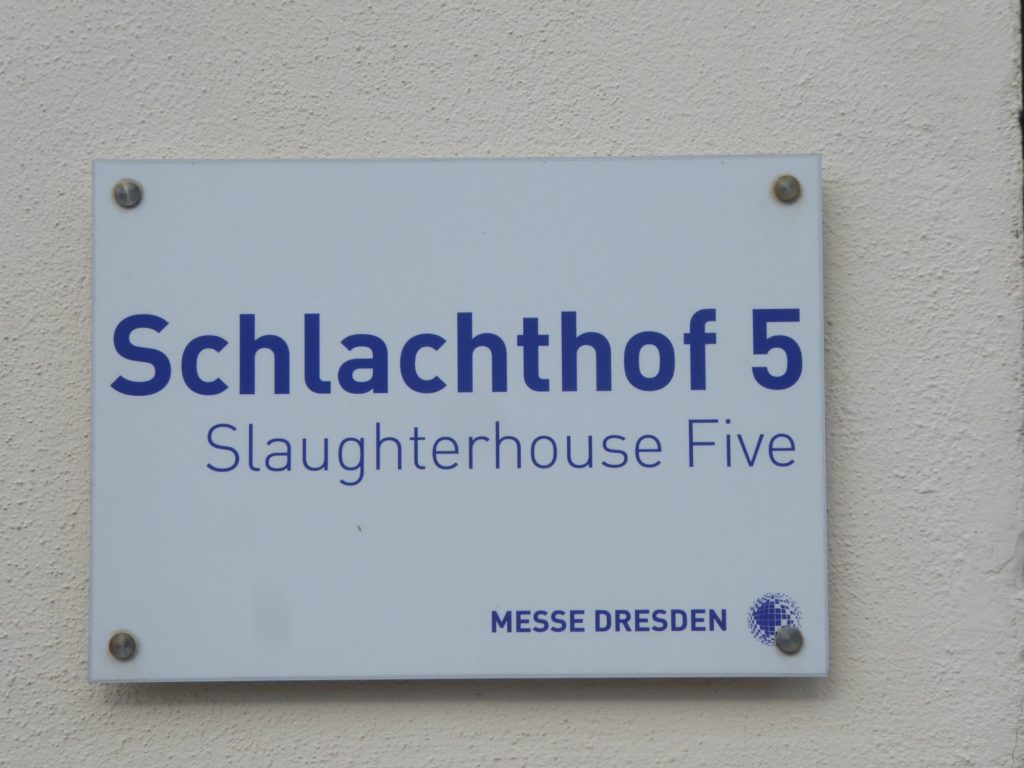 Schlachthof 5
Slaughterhouse Five
MESSE DRESDEN